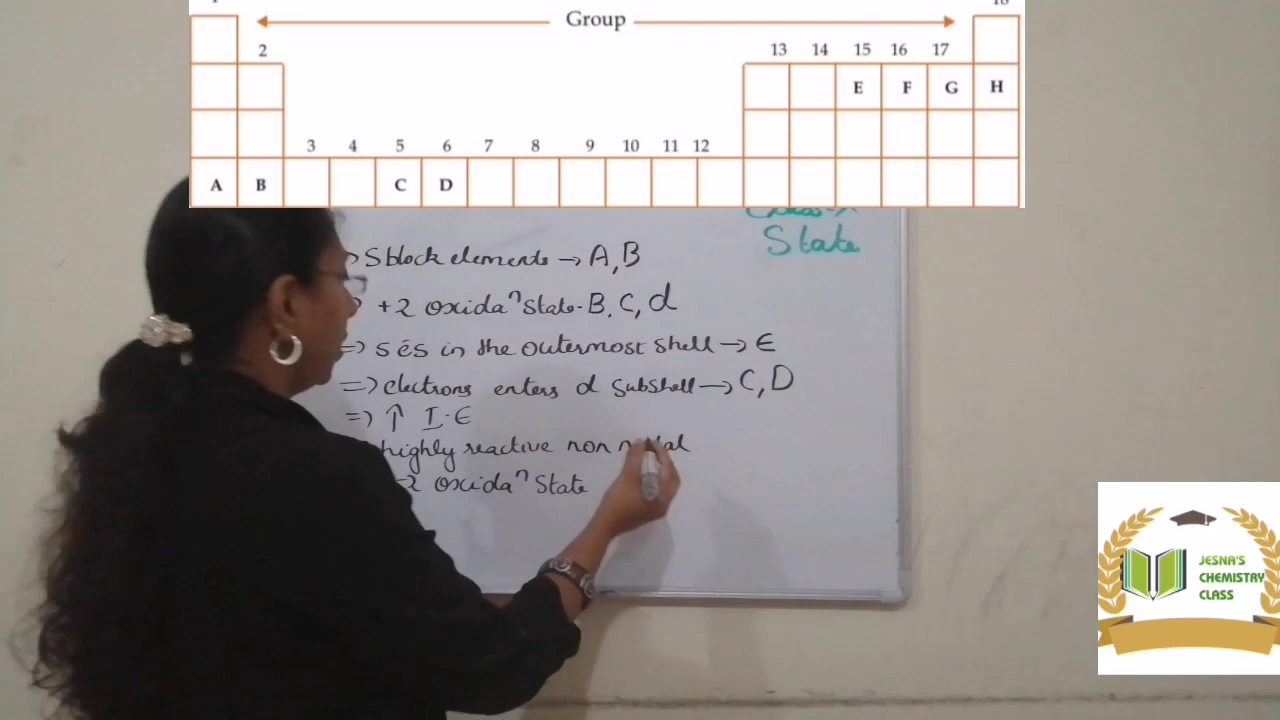 Group
2
13 14 15 16 17
E F G H
3 4 5 6 7 8 9 10 11 12
A B C D
State
S block elements → A, B
+2 oxidaⁿ State - B, C, d
=) 5 és in the outermost shell → E
=) electrons enters d subshell → C, D
=) ↑ I.E
highly reactive non
-2 oxidaⁿ State
JESNA'S
CHEMISTRY
CLASS